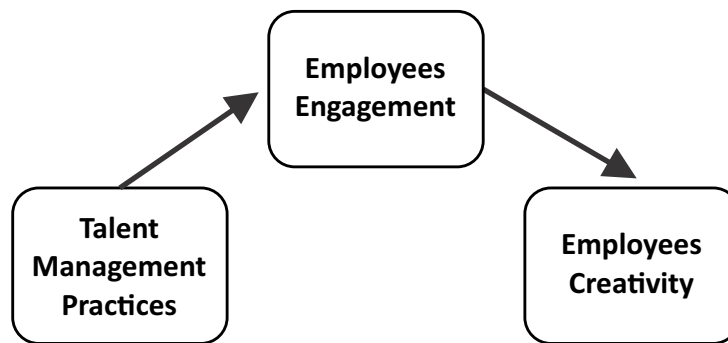 Employees
Engagement
Talent
Management
Practices
Employees
Creativity